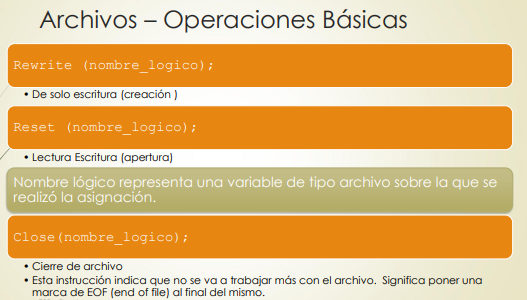 Archivos – Operaciones Básicas
Rewrite (nombre_logico);
• De solo escritura (creación )
Reset (nombre_logico);
• Lectura Escritura (apertura)
Nombre lógico representa una variable de tipo archivo sobre la que se
realizó la asignación.
Close(nombre_logico);
• Cierre de archivo
• Esta instrucción indica que no se va a trabajar más con el archivo.  Significa poner una
marca de EOF (end of file) al final del mismo.